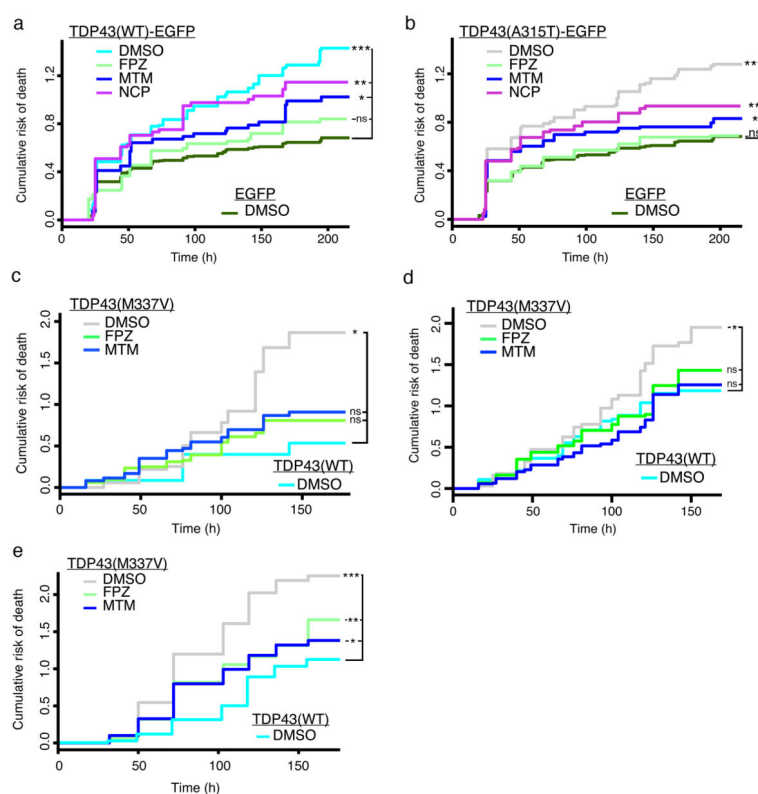 a
TDP43(WT)-EGFP
DMSO
FPZ
MTM
NCP
***
**
*
ns
EGFP
DMSO
Cumulative risk of death
0.0 0.4 0.8 1.2
0 50 100 150 200
Time (h)
b
TDP43(A315T)-EGFP
DMSO
FPZ
MTM
NCP
**
**
*
ns
EGFP
DMSO
Cumulative risk of death
0.0 0.4 0.8 1.2
0 50 100 150 200
Time (h)
c
TDP43(M337V)
DMSO
FPZ
MTM
*
ns
ns
TDP43(WT)
DMSO
Cumulative risk of death
0.0 0.5 1.0 1.5 2.0
0 50 100 150
Time (h)
d
TDP43(M337V)
DMSO
FPZ
MTM
*
ns
ns
TDP43(WT)
DMSO
Cumulative risk of death
0.0 0.5 1.0 1.5 2.0
0 50 100 150
Time (h)
e
TDP43(M337V)
DMSO
FPZ
MTM
***
**
*
TDP43(WT)
DMSO
Cumulative risk of death
0.0 0.5 1.0 1.5 2.0
0 50 100 150
Time (h)